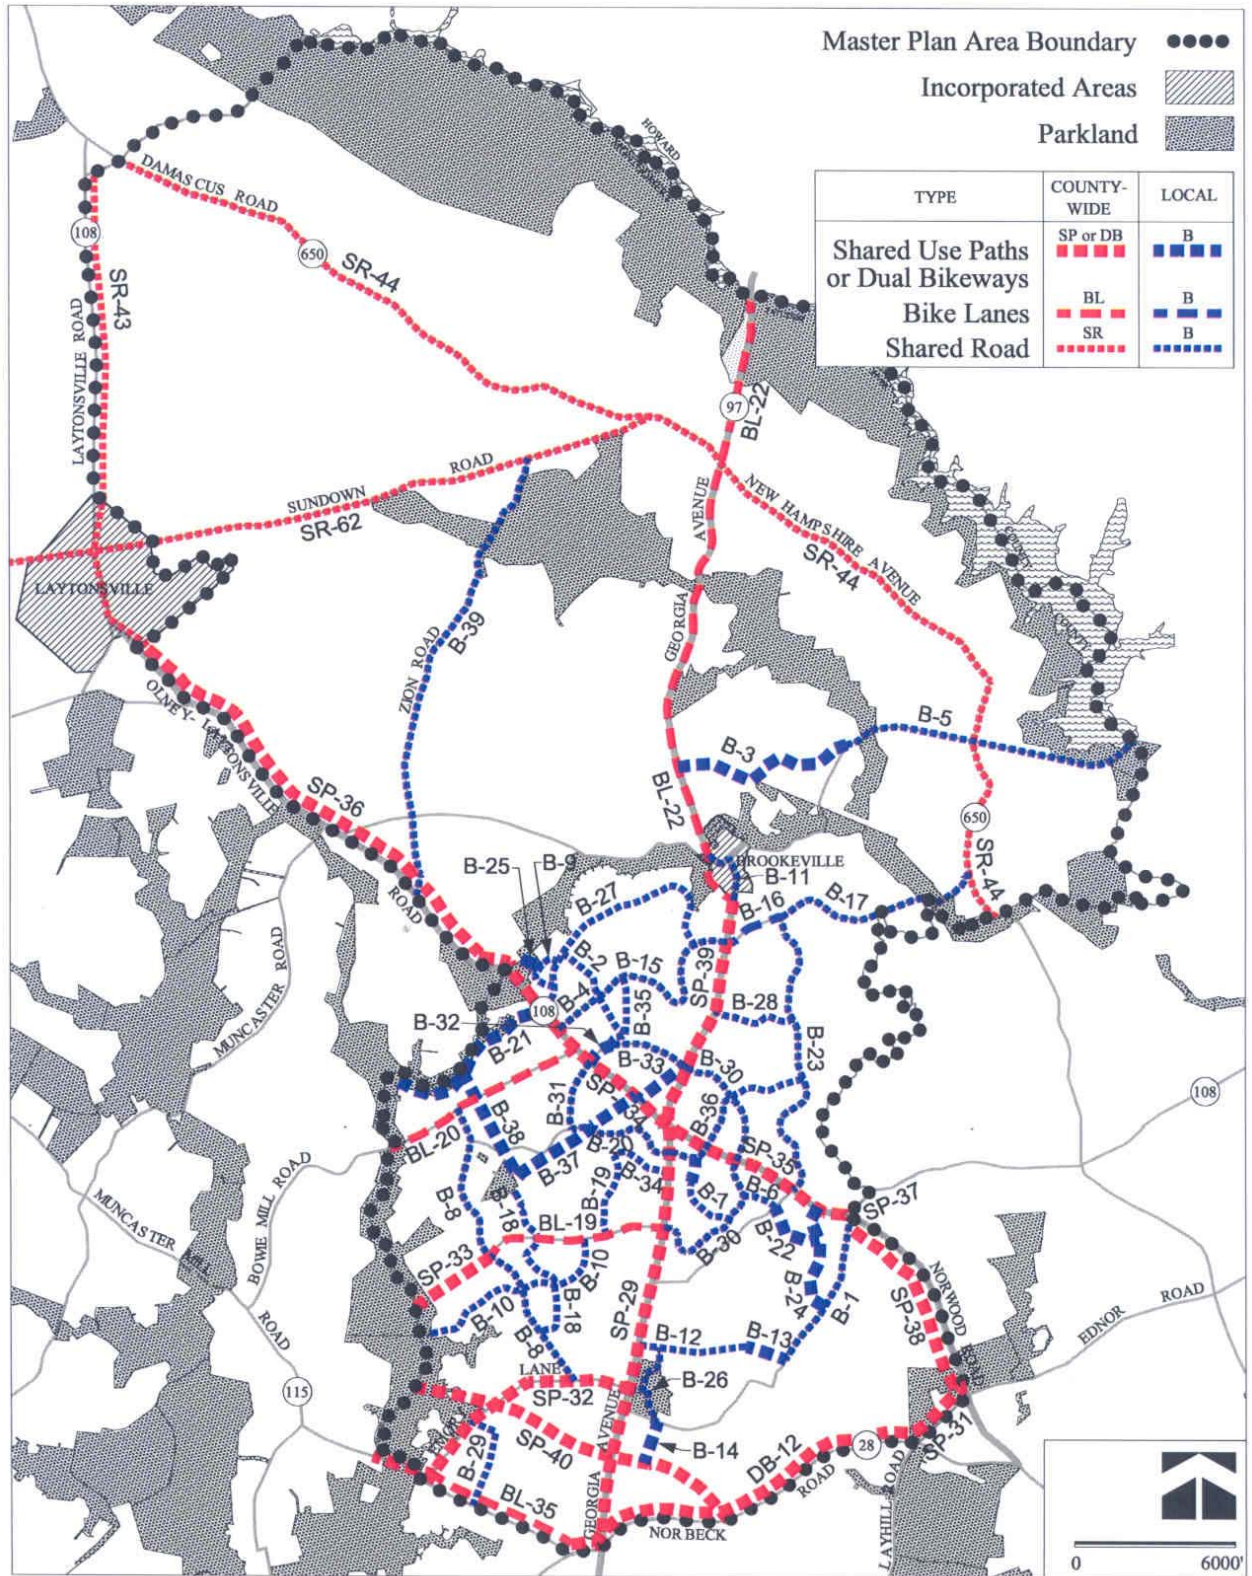 Master Plan Area Boundary
Incorporated Areas
Parkland
TYPE
COUNTY-
WIDE
LOCAL
Shared Use Paths
or Dual Bikeways
SP or DB
B
Bike Lanes
BL
B
Shared Road
SR
B
HOWARD
DAMASCUS ROAD
650
SR-44
108
SR-43
LAYTONSVILLE ROAD
97
BL-22
AVENUE
GEORGIA
NEW HAMPSHIRE AVENUE
SR-44
SUNDOWN
ROAD
SR-62
LAYTONSVILLE
COUNTY
ZION ROAD
B-39
OLNEY-LAYTONSVILLE
ROAD
SP-36
B-5
B-3
BL-22
650
SR-44
BROOKEVILLE
B-11
B-25
B-9
B-27
B-16
B-17
B-2
B-15
SP-39
B-4
108
B-35
B-28
B-32
B-21
B-33
B-30
B-23
MUNCASTER ROAD
B-31
SP-34
B-36
108
BL-20
B-38
B-20
B-37
SP-35
B-34
B-19
B-6
B-7
B-8
B-18
BL-19
SP-37
B-30
B-22
BOWIE MILL ROAD
MUNCASTER MILL
ROAD
SP-33
B-10
B-24
B-1
NORWOOD
ROAD
SP-38
EDNOR ROAD
B-10
B-18
SP-29
B-8
B-12
B-13
LANE
SP-32
B-26
115
EMORY
AVENUE
SP-40
B-29
B-14
DB-12
28
SP-31
ROAD
LAYHILL ROAD
BL-35
GEORGIA
NORBECK
0
6000'